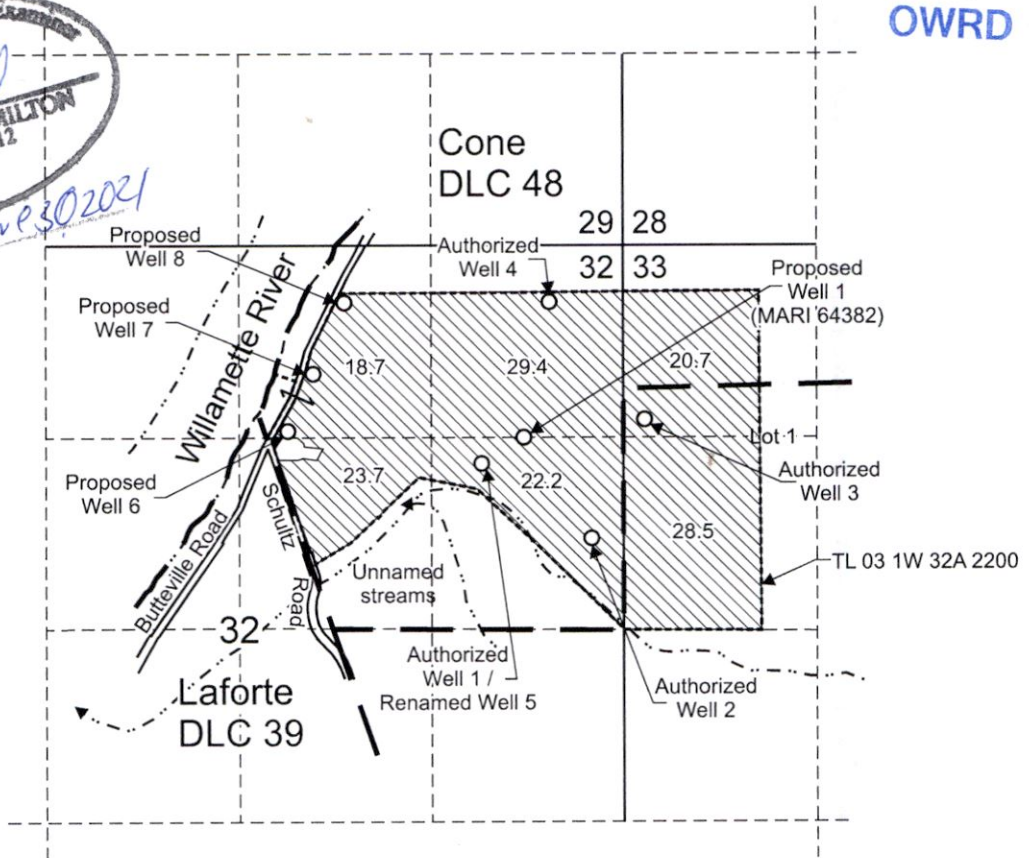 OWRD
Examiner
MILTON
Cone
DLC 48
29 28
32 33
Proposed
Well 8
Authorized
Well 4
Proposed
Well 1
(MARI 64382)
Proposed
Well 7
Willamette River
18.7
29.4
20.7
Lot 1
Proposed
Well 6
23.7
22.2
Authorized
Well 3
28.5
Schultz
Road
Butteville Road
Unnamed
streams
TL 03 1W 32A 2200
32
Authorized
Well 1 /
Renamed Well 5
Authorized
Well 2
Laforte
DLC 39